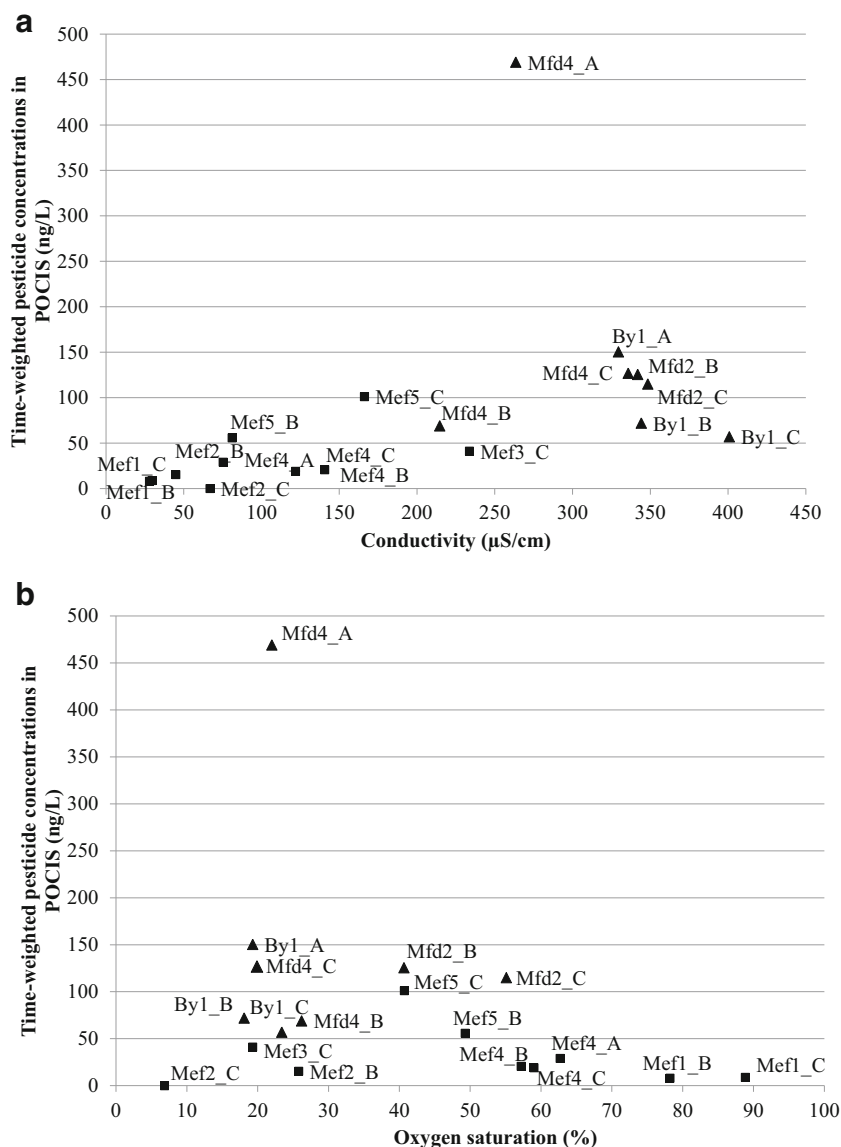 a
Time-weighted pesticide concentrations in
POCIS (ng/L)
500
450
400
350
300
250
200
150
100
50
0
Mfd4_A
By1_A
Mfd4_C
Mfd2_B
Mfd2_C
Mef5_C
Mfd4_B
By1_B
By1_C
Mef5_B
Mef2_B
Mef4_A
Mef4_C
Mef3_C
Mef1_C
Mef4_B
Mef1_B
Mef2_C
0 50 100 150 200 250 300 350 400 450
Conductivity (µS/cm)
b
Time-weighted pesticide concentrations in
POCIS (ng/L)
500
450
400
350
300
250
200
150
100
50
0
Mfd4_A
By1_A
Mfd4_C
Mfd2_B
Mef5_C
Mfd2_C
By1_B
By1_C
Mfd4_B
Mef5_B
Mef3_C
Mef4_B
Mef4_A
Mef2_C
Mef2_B
Mef4_C
Mef1_B
Mef1_C
0 10 20 30 40 50 60 70 80 90 100
Oxygen saturation (%)